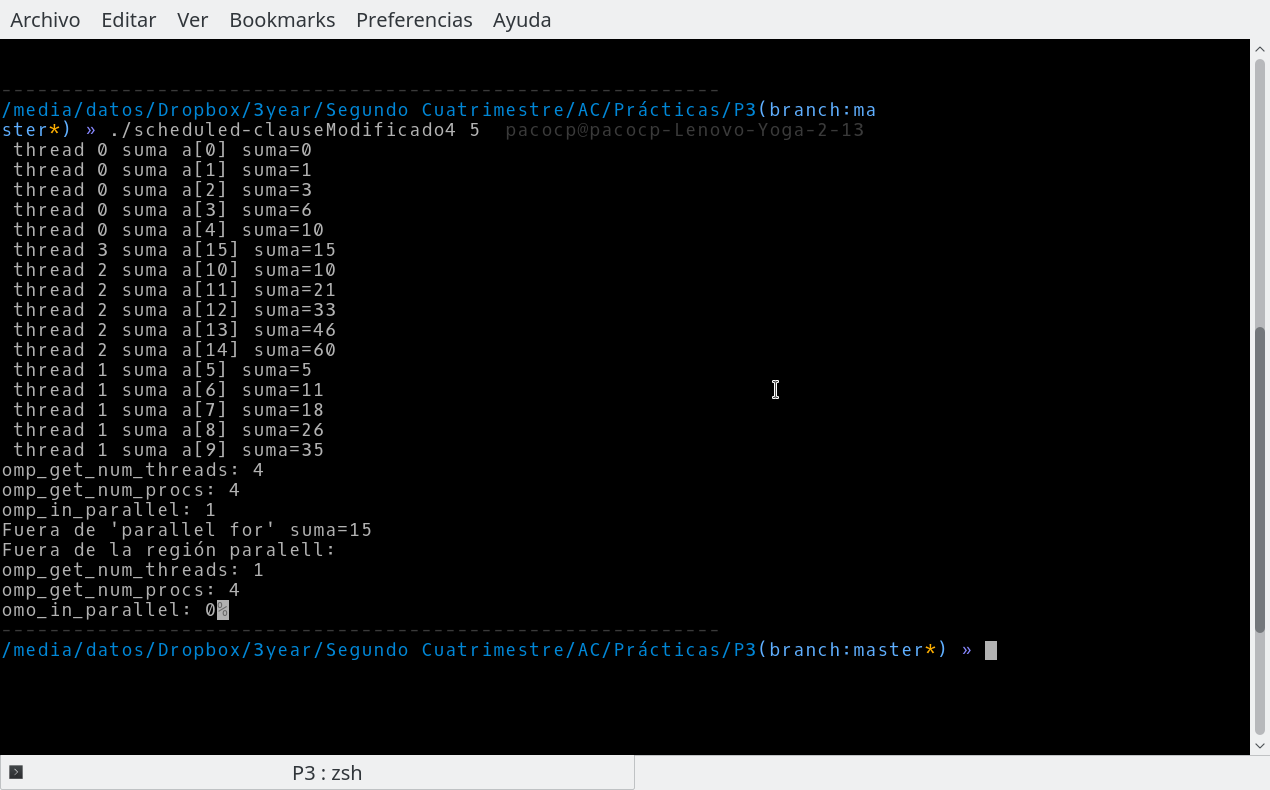 Archivo Editar Ver Bookmarks Preferencias Ayuda
------------------------------------------------------------
/media/datos/Dropbox/3year/Segundo Cuatrimestre/AC/Prácticas/P3(branch:ma
ster*) » ./scheduled-clauseModificado4 5 pacocp@pacocp-Lenovo-Yoga-2-13
thread 0 suma a[0] suma=0
thread 0 suma a[1] suma=1
thread 0 suma a[2] suma=3
thread 0 suma a[3] suma=6
thread 0 suma a[4] suma=10
thread 3 suma a[15] suma=15
thread 2 suma a[10] suma=10
thread 2 suma a[11] suma=21
thread 2 suma a[12] suma=33
thread 2 suma a[13] suma=46
thread 2 suma a[14] suma=60
thread 1 suma a[5] suma=5
thread 1 suma a[6] suma=11
thread 1 suma a[7] suma=18
thread 1 suma a[8] suma=26
thread 1 suma a[9] suma=35
omp_get_num_threads: 4
omp_get_num_procs: 4
omp_in_parallel: 1
Fuera de 'parallel for' suma=15
Fuera de la región paralell:
omp_get_num_threads: 1
omp_get_num_procs: 4
omo_in_parallel: 0%
------------------------------------------------------------
/media/datos/Dropbox/3year/Segundo Cuatrimestre/AC/Prácticas/P3(branch:master*) »
P3 : zsh